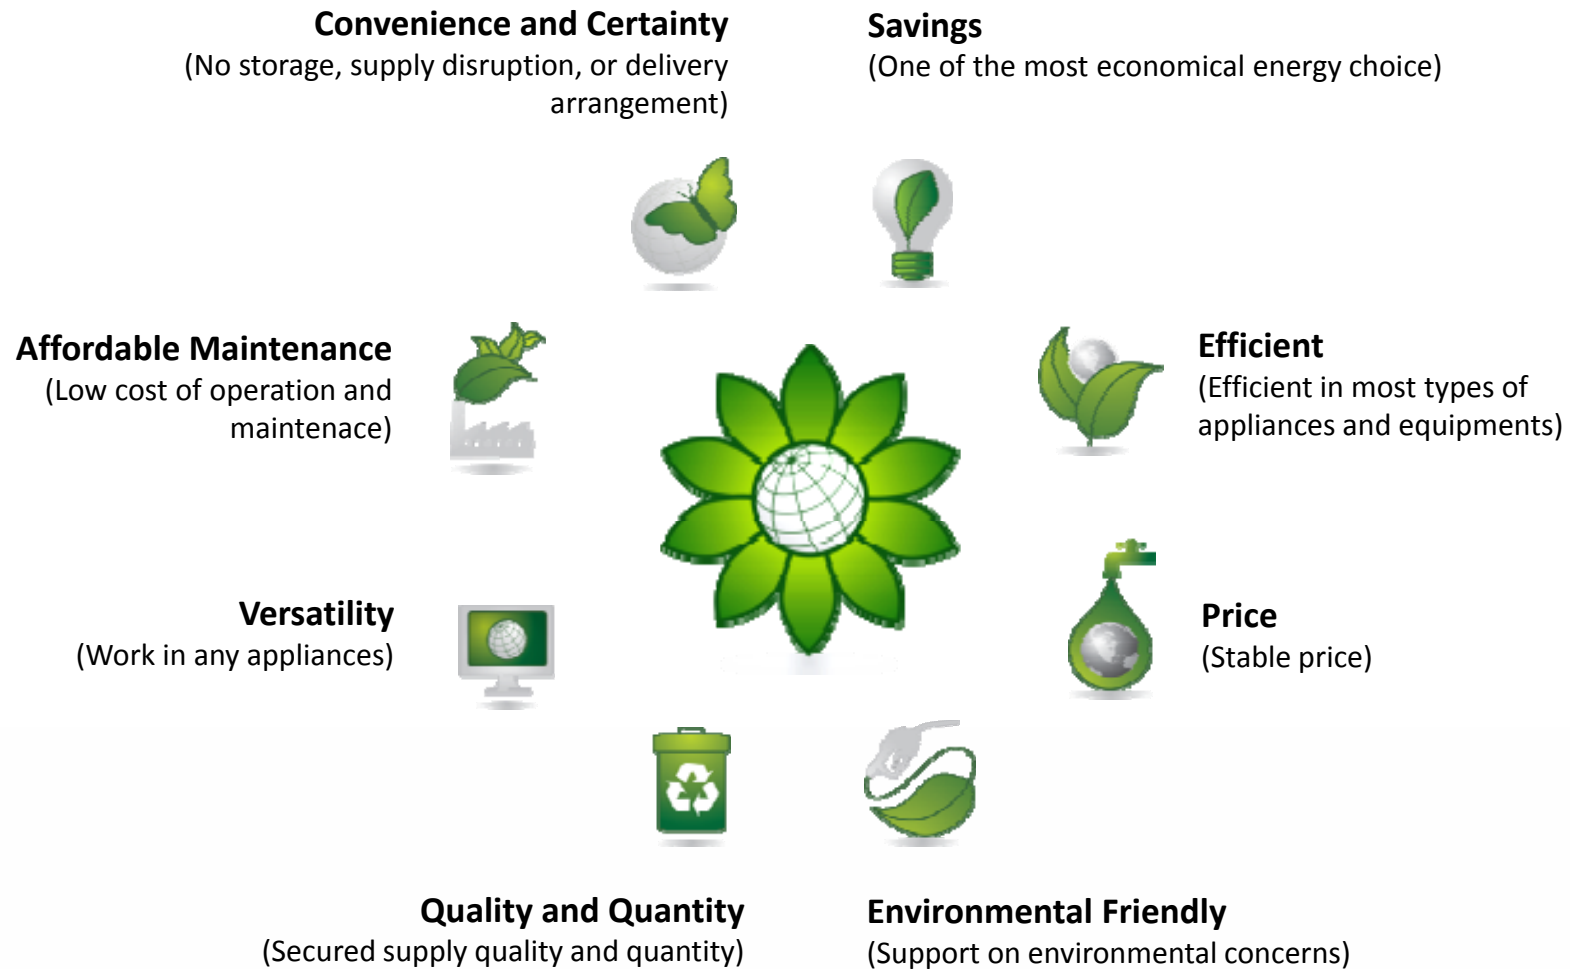 Convenience and Certainty
(No storage, supply disruption, or delivery
arrangement)
Savings
(One of the most economical energy choice)
Affordable Maintenance
(Low cost of operation and
maintenace)
Efficient
(Efficient in most types of
appliances and equipments)
Versatility
(Work in any appliances)
Price
(Stable price)
Quality and Quantity
(Secured supply quality and quantity)
Environmental Friendly
(Support on environmental concerns)